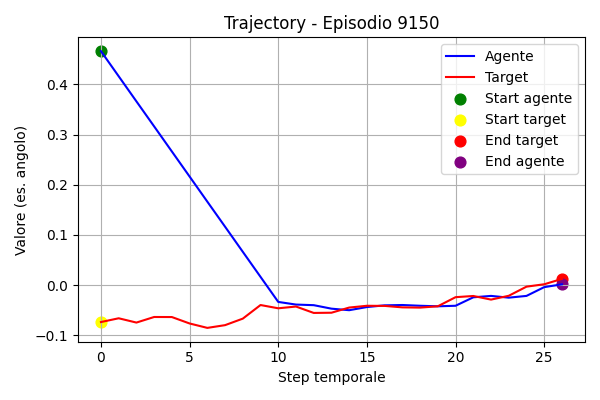 Trajectory - Episodio 9150
Valore (es. angolo)
0.4
0.3
0.2
0.1
0.0
−0.1
0
5
10
15
20
25
Step temporale
Agente
Target
Start agente
Start target
End target
End agente